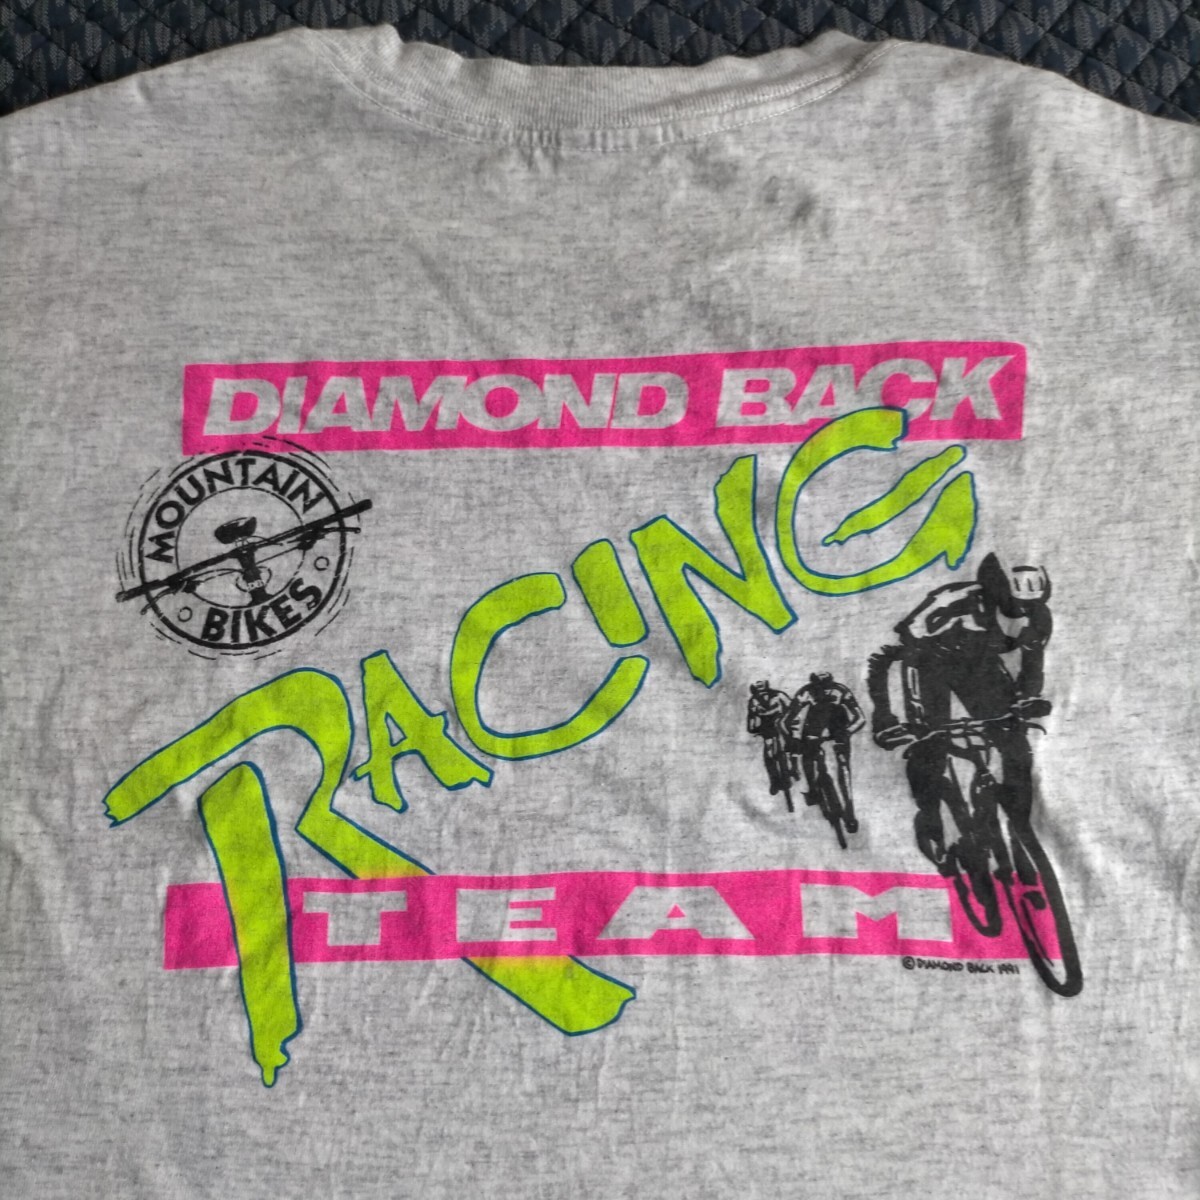 DIAMOND BACK
MOUNTAIN
BIKES
RACING
TEAM
© DIAMOND BACK 1991